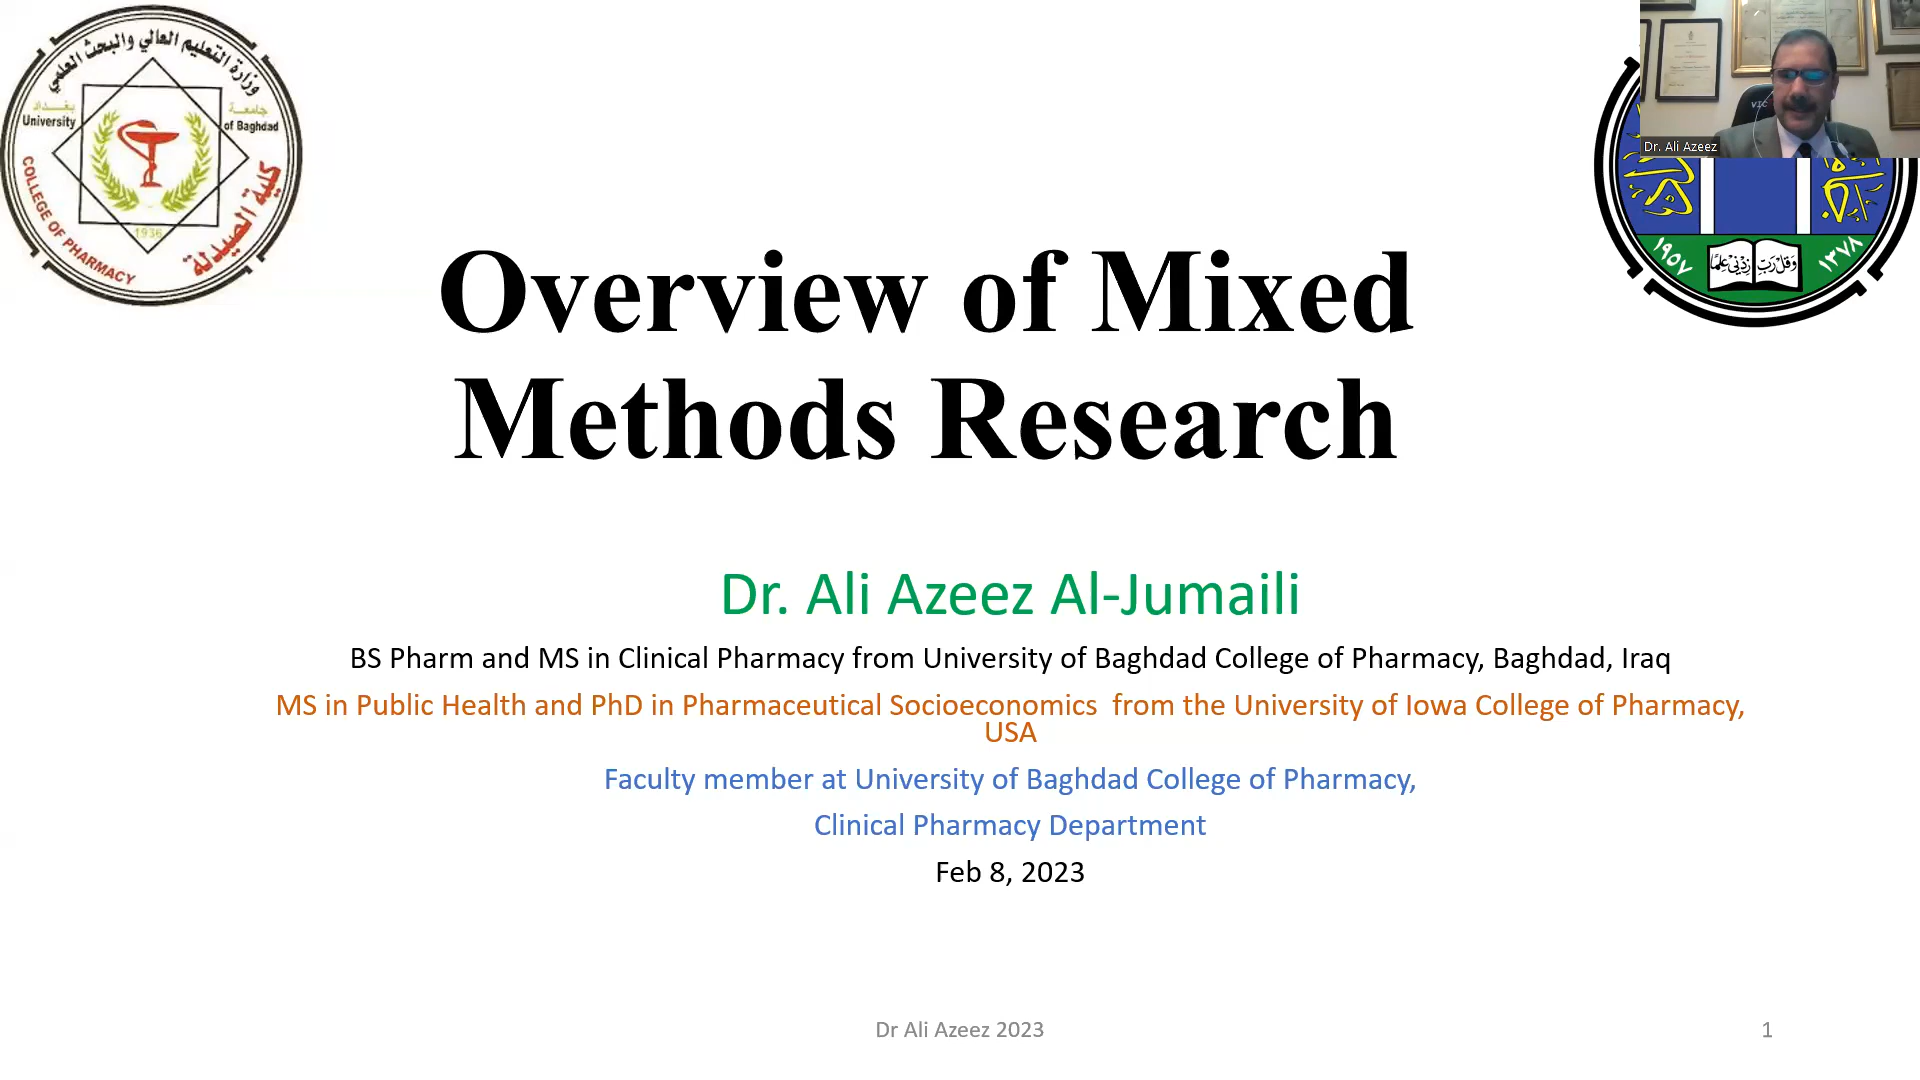 وزارة التعليم العالي والبحث العلمي
بغداد جامعة
University of Baghdad
1936
COLLEGE OF PHARMACY
كلية الصيدلة
VIC
Dr. Ali Azeez
١٩٥٧ ١٣٧٨
وَقُل رَبِّ زِدْنِي عِلْمًا
Overview of Mixed
Methods Research
Dr. Ali Azeez Al-Jumaili
BS Pharm and MS in Clinical Pharmacy from University of Baghdad College of Pharmacy, Baghdad, Iraq
MS in Public Health and PhD in Pharmaceutical Socioeconomics  from the University of Iowa College of Pharmacy,
USA
Faculty member at University of Baghdad College of Pharmacy,
Clinical Pharmacy Department
Feb 8, 2023
Dr Ali Azeez 2023
1